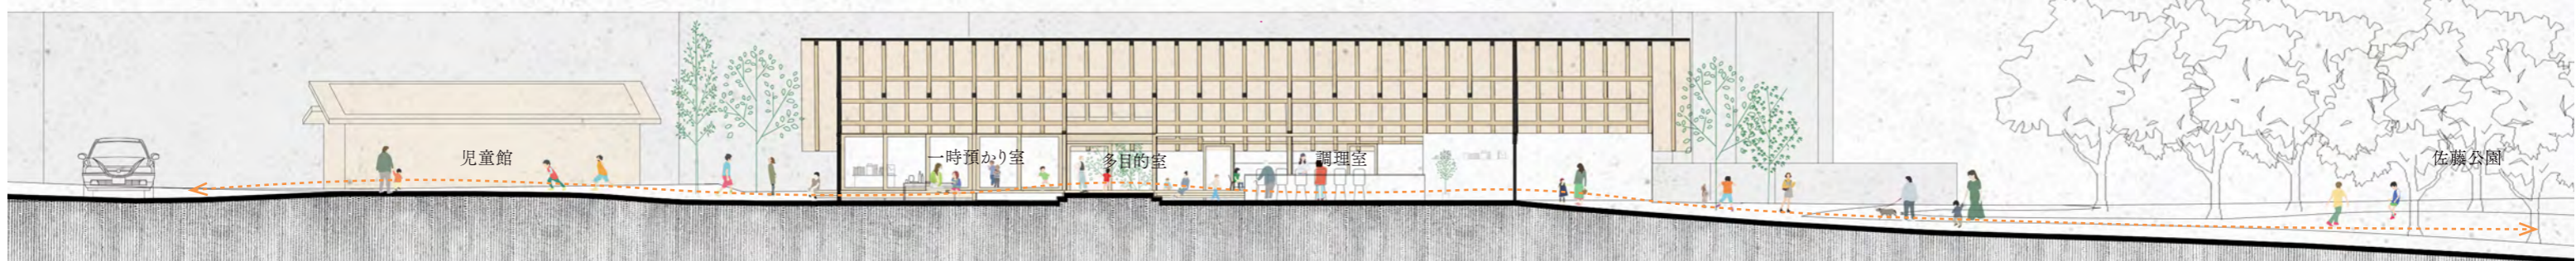 児童館
一時預かり室
多目的室
調理室
佐藤公園